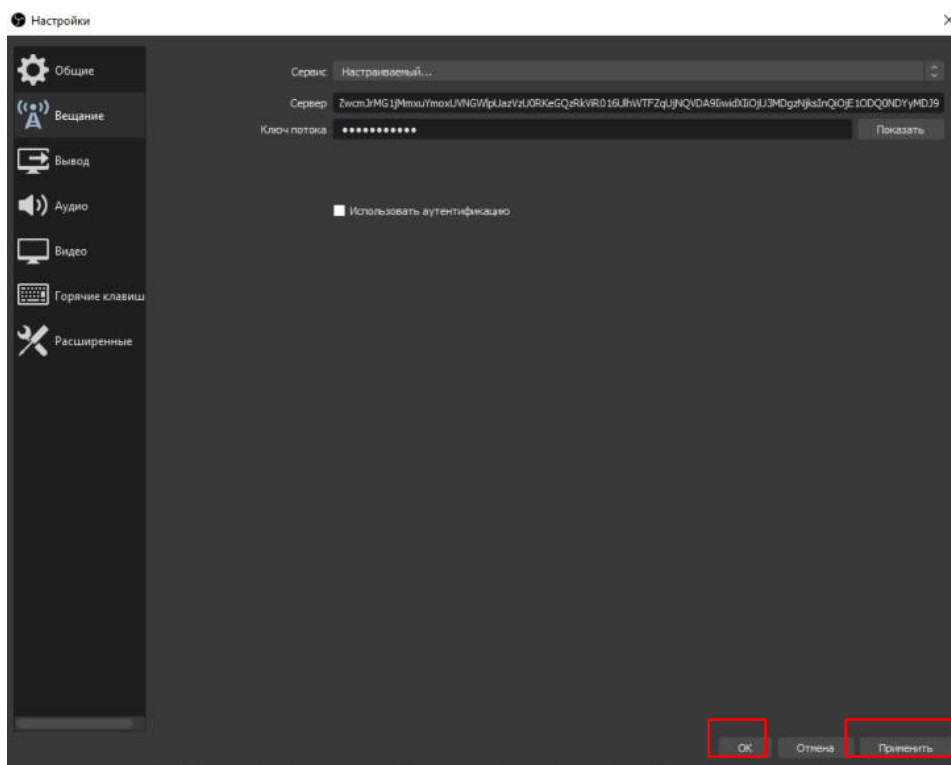 Настройки
Общие
Вещание
Вывод
Аудио
Видео
Горячие клавиш
Расширенные
Сервис Настраиваемый...
Сервер
Ключ потока ●●●●●●●●●●● Показать
Использовать аутентификацию
OK Отмена Применить